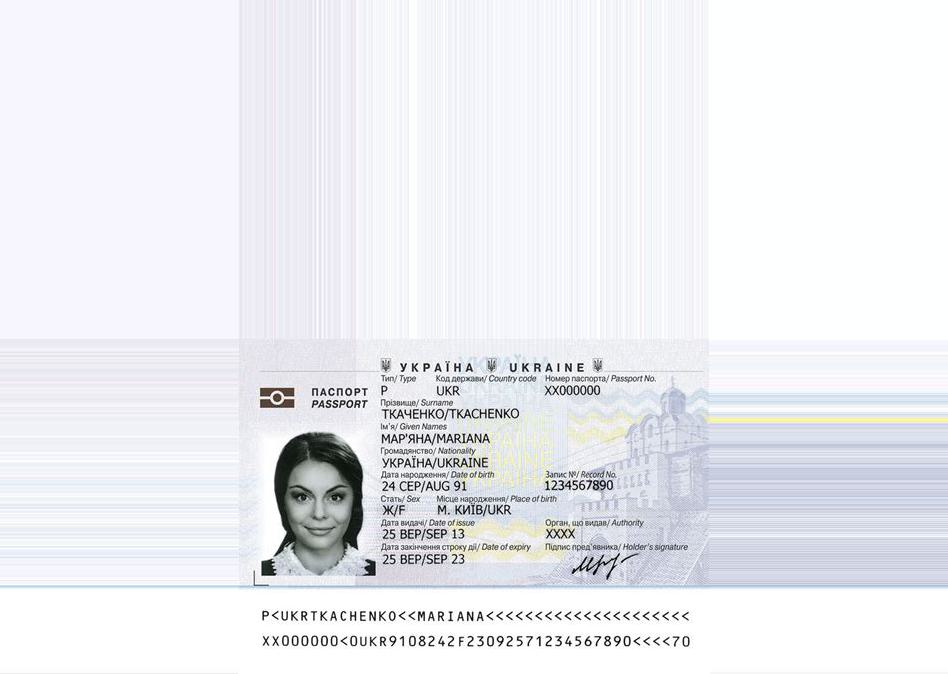 УКРАЇНА UKRAINE
Тип/ Type Код держави/ Country code Номер паспорта/ Passport No.
P UKR XX000000
ПАСПОРТ
PASSPORT
Прізвище/ Surname
ТКАЧЕНКО/TKACHENKO
Ім'я/ Given Names
МАР'ЯНА/MARIANA
Громадянство/ Nationality
УКРАЇНА/UKRAINE
Дата народження/ Date of birth Запис №/ Record No.
24 СЕР/AUG 91 1234567890
Стать/ Sex Місце народження/ Place of birth
Ж/F М. КИЇВ/UKR
Дата видачі/ Date of issue Орган, що видав/ Authority
25 ВЕР/SEP 13 XXXX
Дата закінчення строку дії/ Date of expiry Підпис пред'явника/ Holder's signature
25 ВЕР/SEP 23
P<UKRTKACHENKO<<MARIANA<<<<<<<<<<<<<<<<<<<<<
XX000000<0UKR9108242F23092571234567890<<<<70